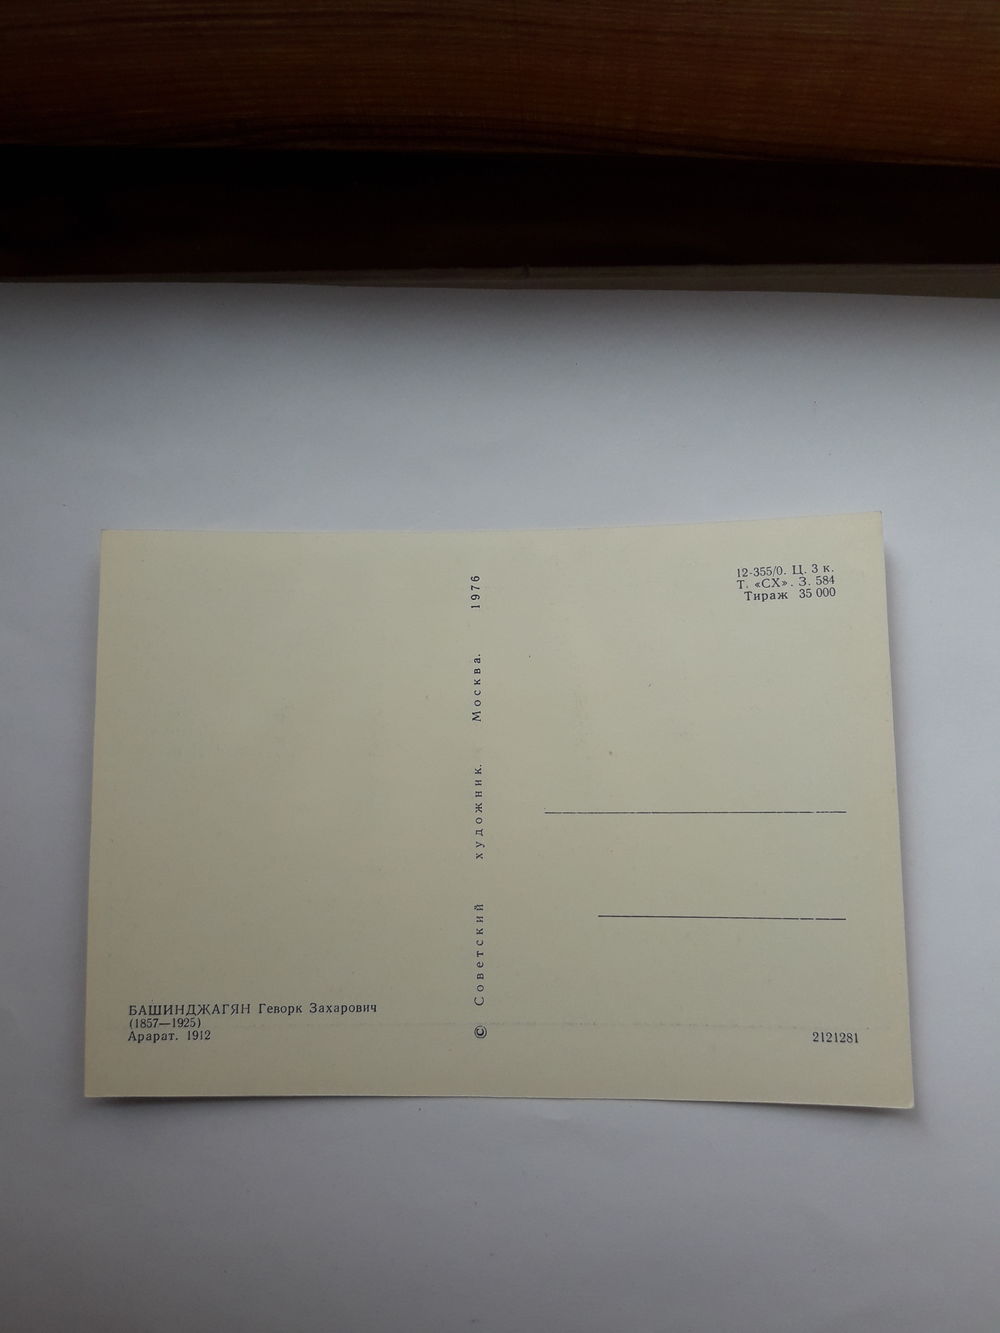 12-355/0. Ц. 3 к.
Т. «СХ». З. 584
Тираж 35 000
© Советский художник. Москва. 1976
БАШИНДЖАГЯН Геворк Захарович
(1857—1925)
Арарат. 1912
2121281